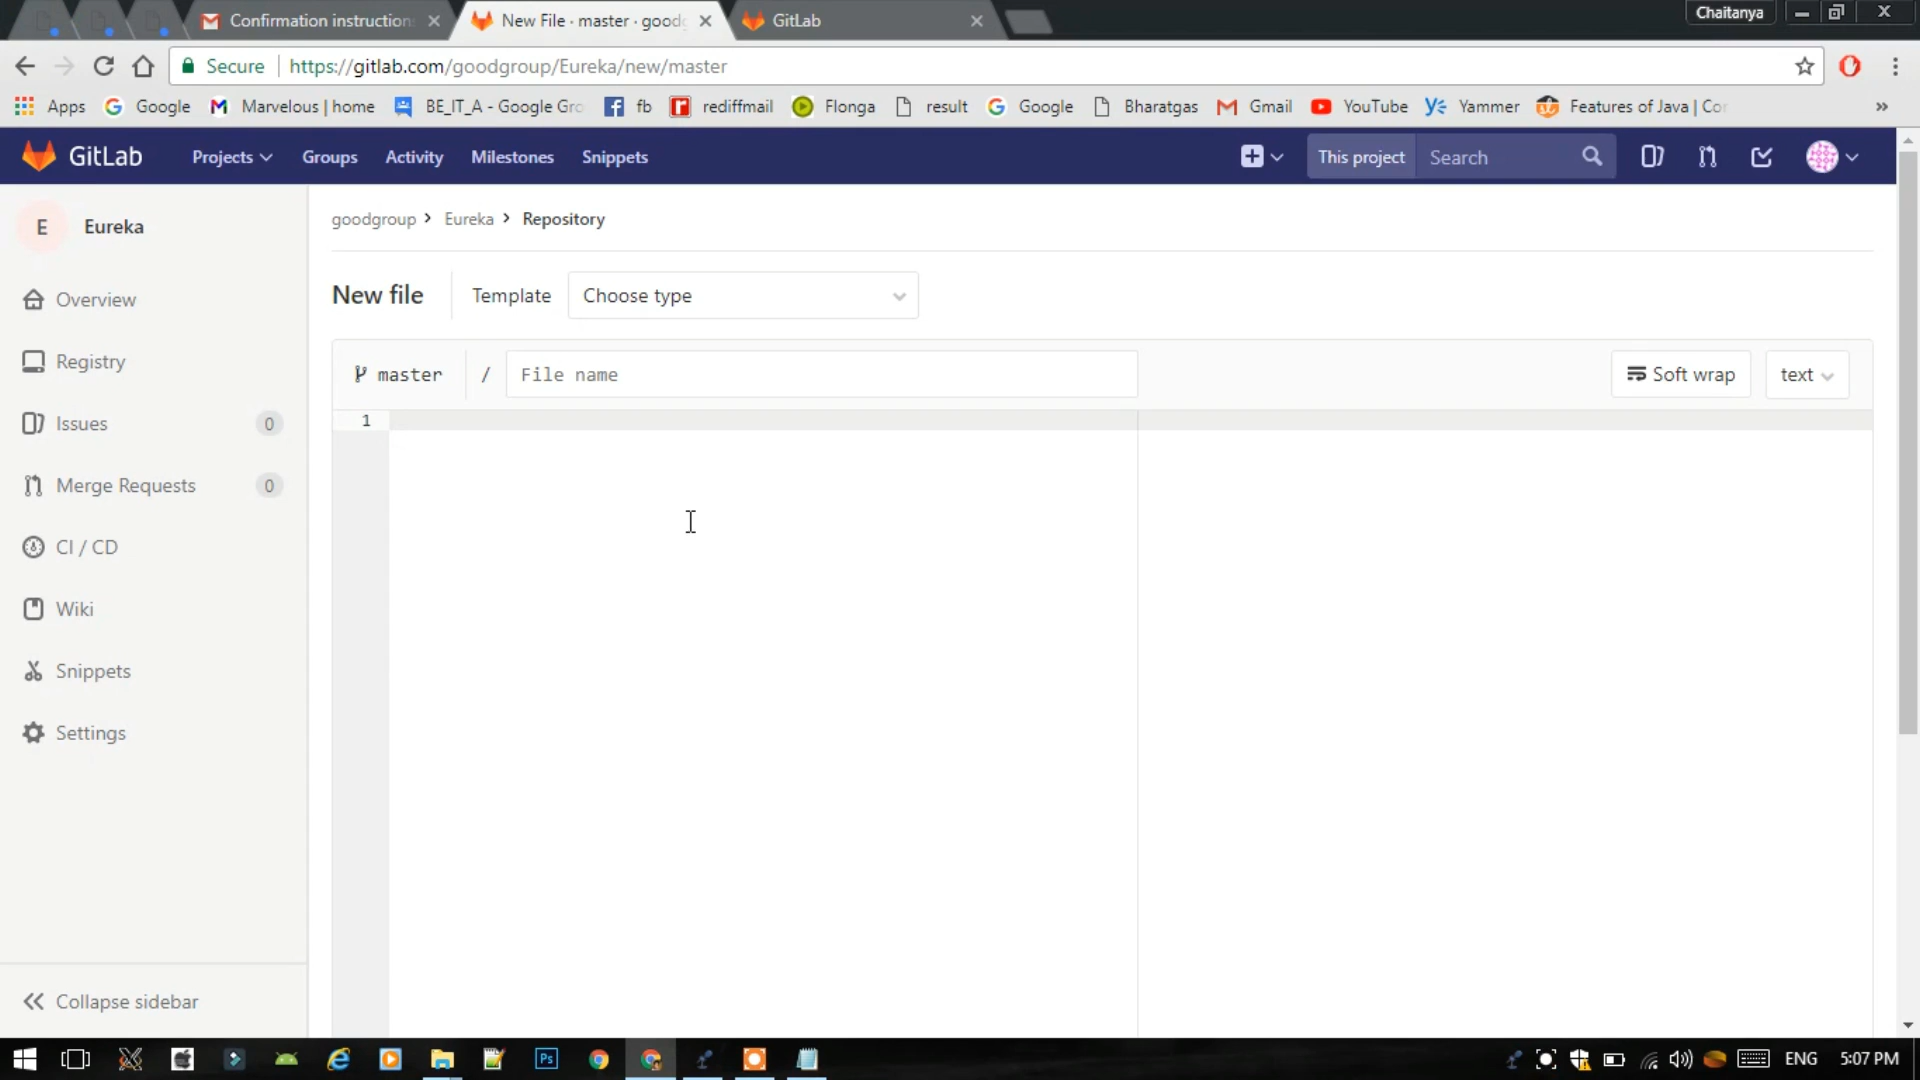 Confirmation instruction
New File · master · good
GitLab
Chaitanya
Secure
https://gitlab.com/goodgroup/Eureka/new/master
Apps
Google
Marvelous | home
BE_IT_A - Google Gro
fb
rediffmail
Flonga
result
Google
Bharatgas
Gmail
YouTube
Yammer
Features of Java | Co
»
GitLab
Projects
Groups
Activity
Milestones
Snippets
This project
Search
E
Eureka
goodgroup > Eureka > Repository
Overview
Registry
Issues
0
Merge Requests
0
CI / CD
Wiki
Snippets
Settings
Collapse sidebar
New file
Template
Choose type
master
/
File name
Soft wrap
text
1
Ps
ENG
5:07 PM